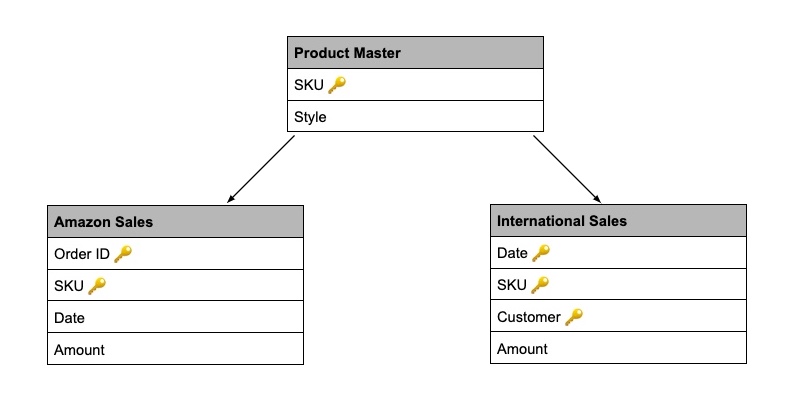 Product Master
SKU 🔑
Style
Amazon Sales
Order ID 🔑
SKU 🔑
Date
Amount
International Sales
Date 🔑
SKU 🔑
Customer 🔑
Amount